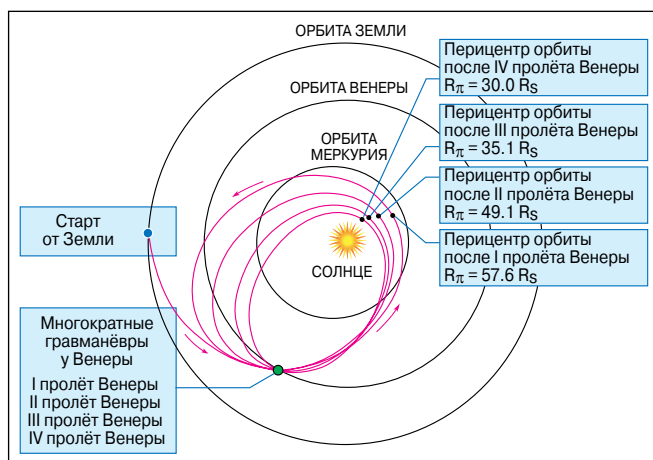 ОРБИТА ЗЕМЛИ
ОРБИТА ВЕНЕРЫ
ОРБИТА
МЕРКУРИЯ
СОЛНЦЕ
Перицентр орбиты
после IV пролёта Венеры
Rπ = 30.0 RS
Перицентр орбиты
после III пролёта Венеры
Rπ = 35.1 RS
Перицентр орбиты
после II пролёта Венеры
Rπ = 49.1 RS
Перицентр орбиты
после I пролёта Венеры
Rπ = 57.6 RS
Старт
от Земли
Многократные
гравманёвры
у Венеры
I пролёт Венеры
II пролёт Венеры
III пролёт Венеры
IV пролёт Венеры